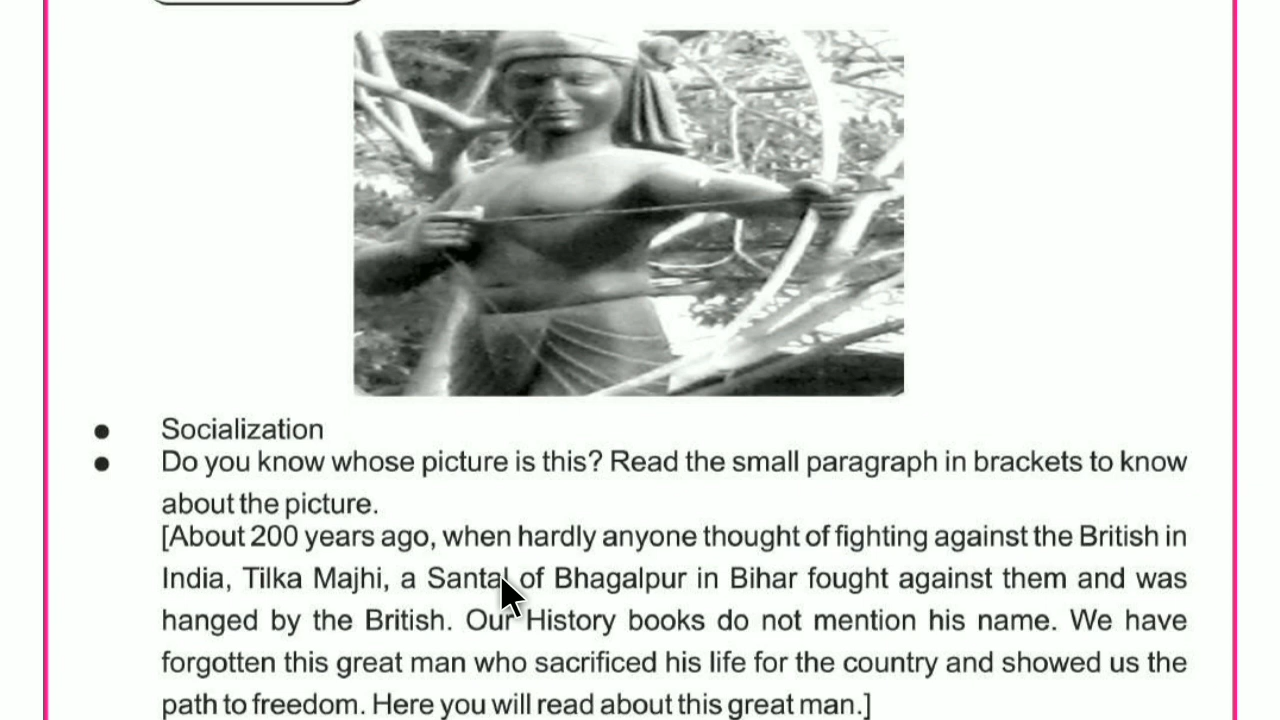 Socialization
Do you know whose picture is this? Read the small paragraph in brackets to know
about the picture.
[About 200 years ago, when hardly anyone thought of fighting against the British in
India, Tilka Majhi, a Santal of Bhagalpur in Bihar fought against them and was
hanged by the British. Our History books do not mention his name. We have
forgotten this great man who sacrificed his life for the country and showed us the
path to freedom. Here you will read about this great man.]